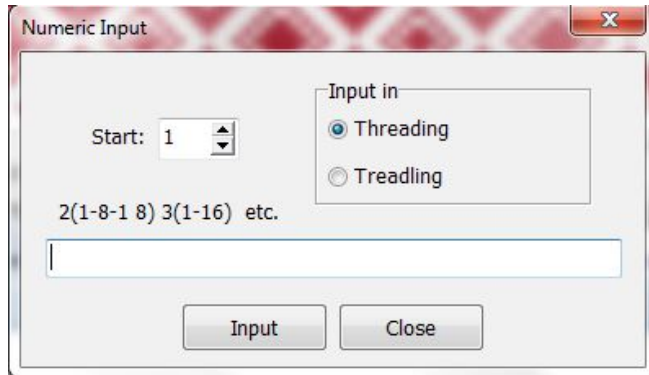 Numeric Input
Input in
Start: 1
Threading
Treadling
2(1-8-1 8) 3(1-16) etc.
Input
Close